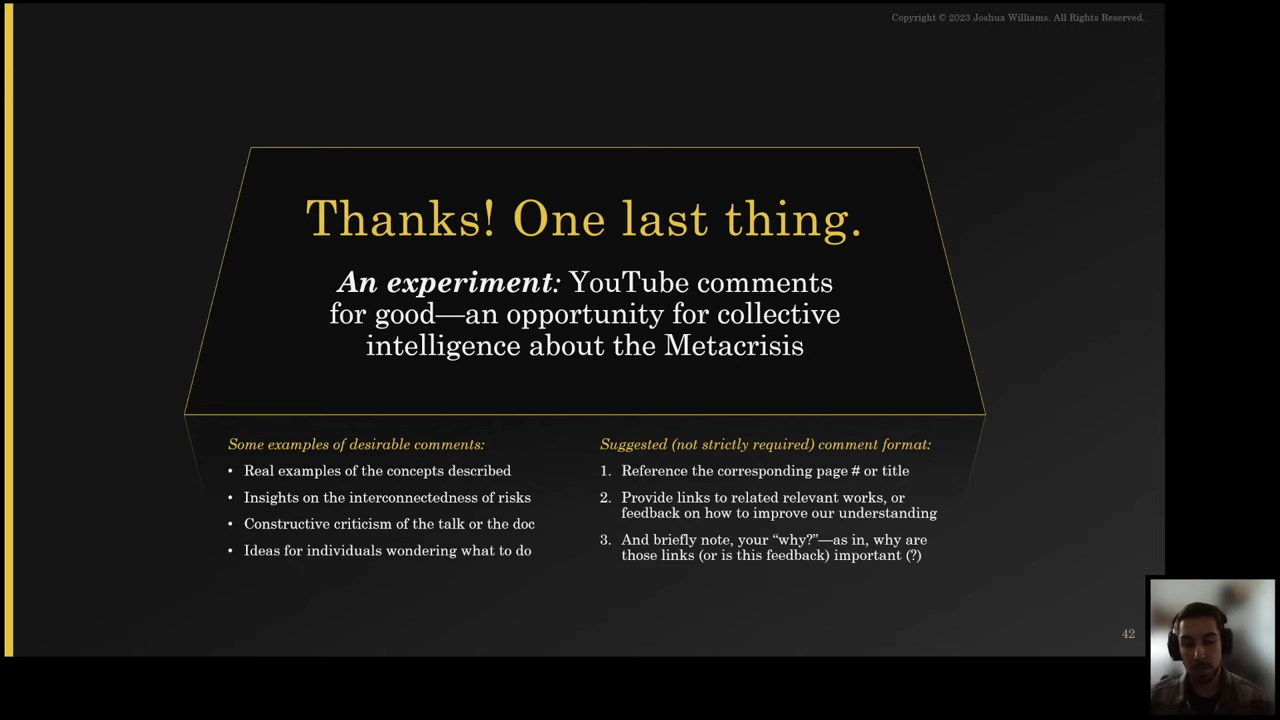 Copyright © 2023 Joshua Williams. All Rights Reserved.
Thanks! One last thing.
An experiment: YouTube comments
for good—an opportunity for collective
intelligence about the Metacrisis
Some examples of desirable comments:
• Real examples of the concepts described
• Insights on the interconnectedness of risks
• Constructive criticism of the talk or the doc
• Ideas for individuals wondering what to do
Suggested (not strictly required) comment format:
1. Reference the corresponding page # or title
2. Provide links to related relevant works, or
feedback on how to improve our understanding
3. And briefly note, your “why?”—as in, why are
those links (or is this feedback) important (?)
42